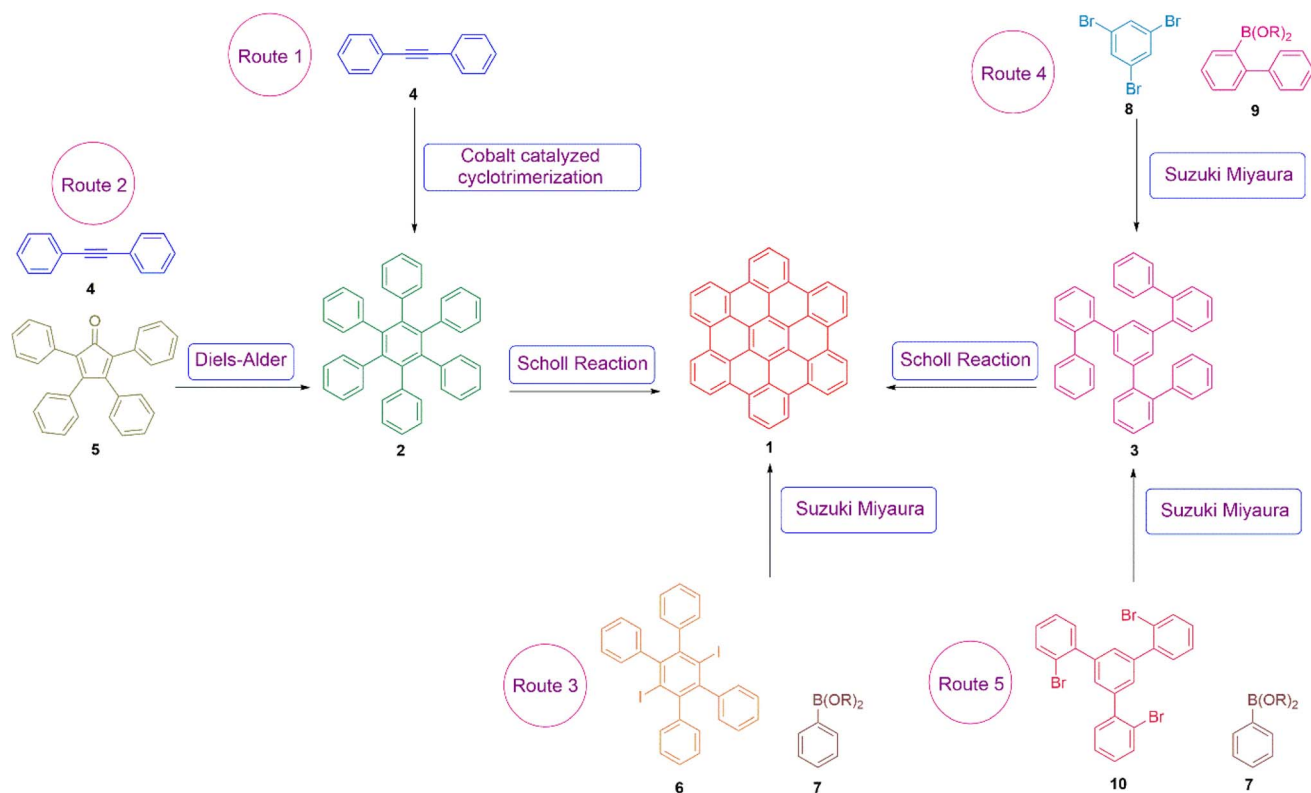 Route 1
4
Cobalt catalyzed
cyclotrimerization
Route 2
4
O
5
Diels-Alder
2
Scholl Reaction
1
Scholl Reaction
3
Route 4
Br
Br
Br
8
B(OR)2
9
Suzuki Miyaura
Suzuki Miyaura
Route 3
I
I
6
B(OR)2
7
Suzuki Miyaura
Route 5
Br
Br
Br
10
B(OR)2
7